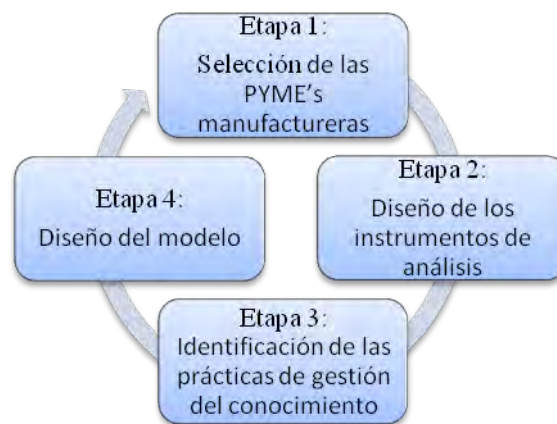 Etapa 1:
Selección de las
PYME's
manufactureras
Etapa 2:
Diseño de los
instrumentos de
análisis
Etapa 3:
Identificación de las
prácticas de gestión
del conocimiento
Etapa 4:
Diseño del modelo